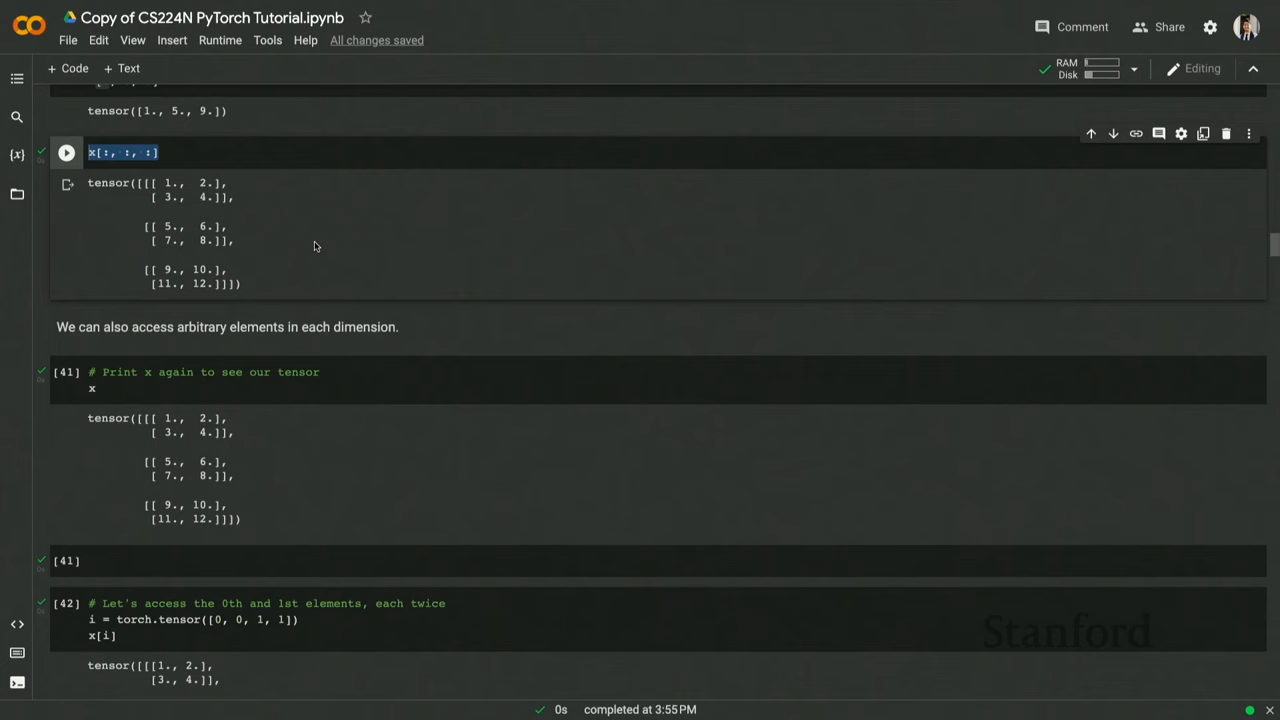 Copy of CS224N PyTorch Tutorial.ipynb
File Edit View Insert Runtime Tools Help All changes saved
Comment Share
+ Code + Text
RAM
Disk
Editing
tensor([1., 5., 9.])
x[:, :, :]
tensor([[[ 1., 2.],
[ 3., 4.]],
[[ 5., 6.],
[ 7., 8.]],
[[ 9., 10.],
[11., 12.]]])
We can also access arbitrary elements in each dimension.
[41] # Print x again to see our tensor
x
tensor([[[ 1., 2.],
[ 3., 4.]],
[[ 5., 6.],
[ 7., 8.]],
[[ 9., 10.],
[11., 12.]]])
[41]
[42] # Let's access the 0th and 1st elements, each twice
i = torch.tensor([0, 0, 1, 1])
x[i]
Stanford
tensor([[[1., 2.],
[3., 4.]],
0s completed at 3:55PM